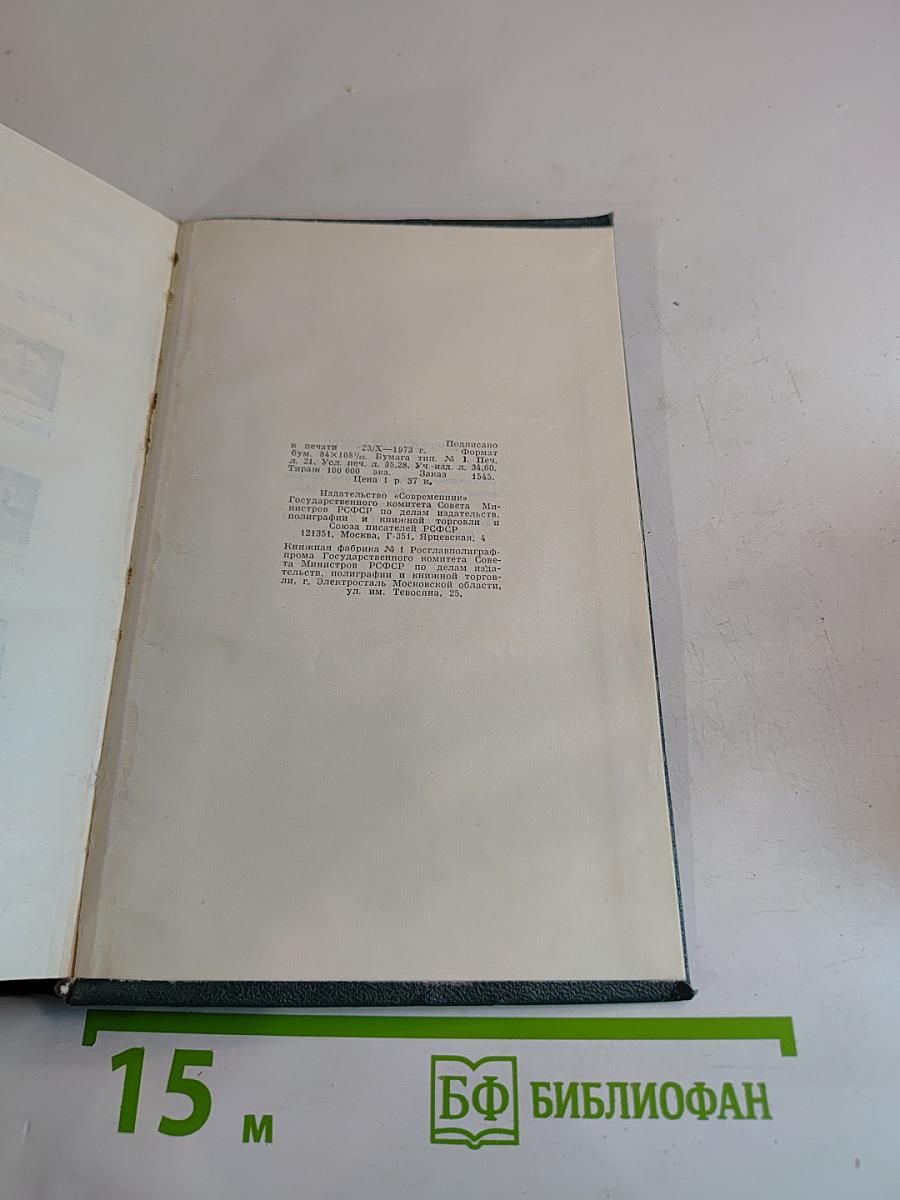 Подписано
к печати 23/X—1973 г. Формат
бум. 84×108¹/₃₂. Бумага тип. № 1. Печ.
л. 21. Усл. печ. л. 35,28. Уч.-изд. л. 34,60.
Тираж 100 000 экз. Заказ 1545.
Цена 1 р. 37 к.
Издательство «Современник»
Государственного комитета Совета Ми-
нистров РСФСР по делам издательств,
полиграфии и книжной торговли и
Союза писателей РСФСР
121351, Москва, Г-351, Ярцевская, 4
Книжная фабрика № 1 Росглавполиграф-
прома Государственного комитета Сове-
та Министров РСФСР по делам изда-
тельств, полиграфии и книжной торгов-
ли, г. Электросталь Московской области,
ул. им. Тевосяна, 25.
15 м
БФ БИБЛИОФАН